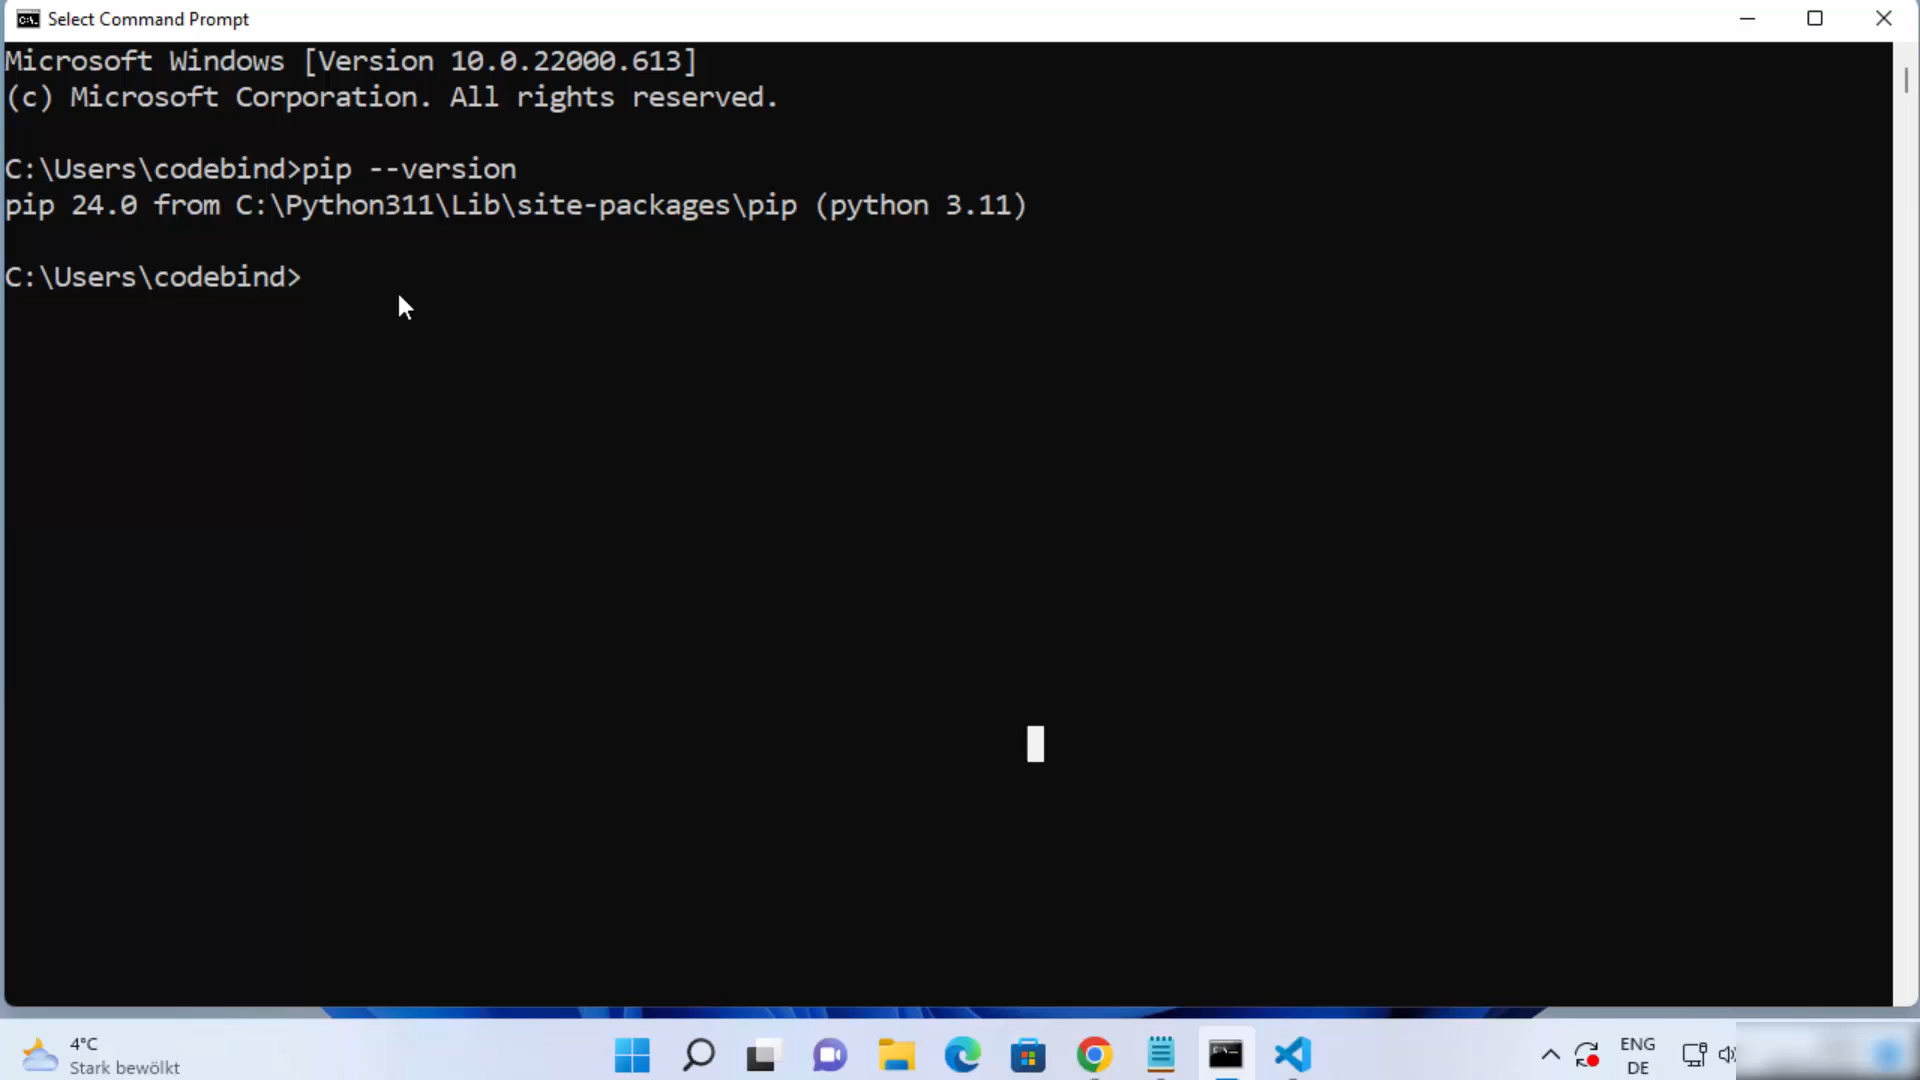 Select Command Prompt
Microsoft Windows [Version 10.0.22000.613]
(c) Microsoft Corporation. All rights reserved.
C:\Users\codebind>pip --version
pip 24.0 from C:\Python311\Lib\site-packages\pip (python 3.11)
C:\Users\codebind>
4°C
Stark bewölkt
ENG
DE